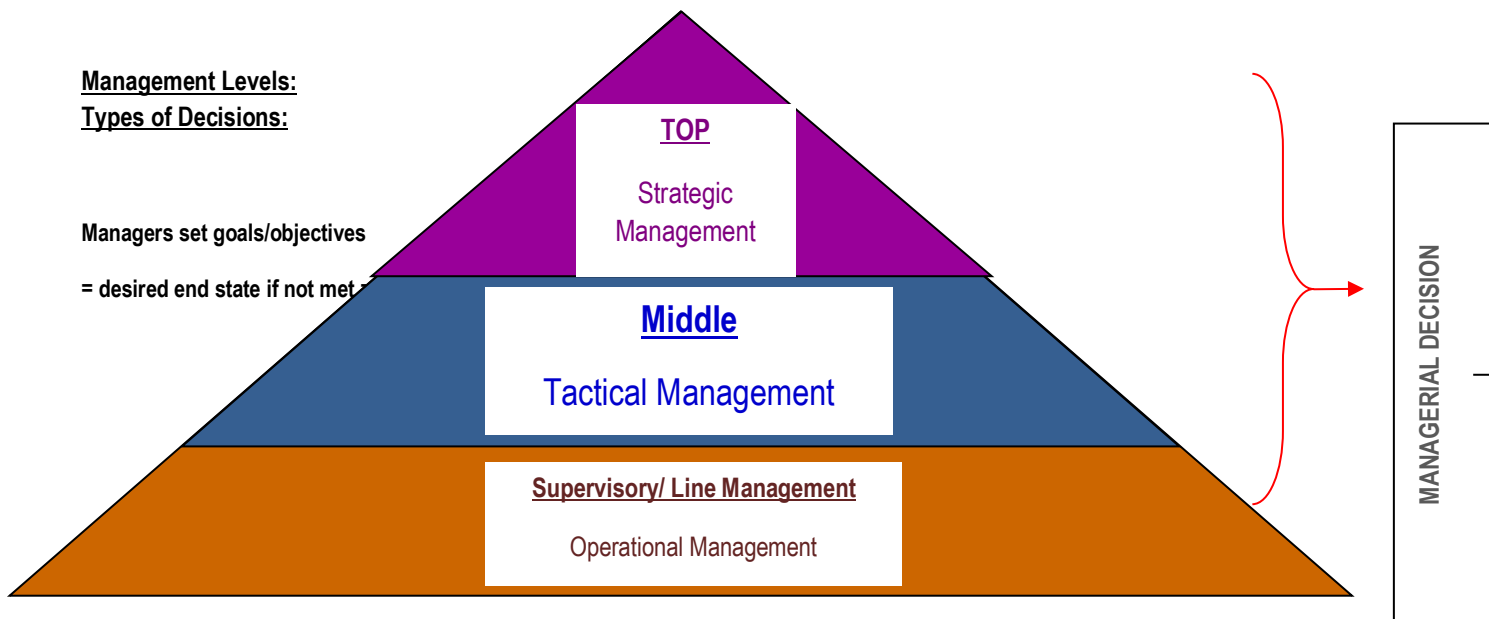 Management Levels:
Types of Decisions:
Managers set goals/objectives
= desired end state if not met =
TOP
Strategic
Management
Middle
Tactical Management
Supervisory/ Line Management
Operational Management
MANAGERIAL DECISION